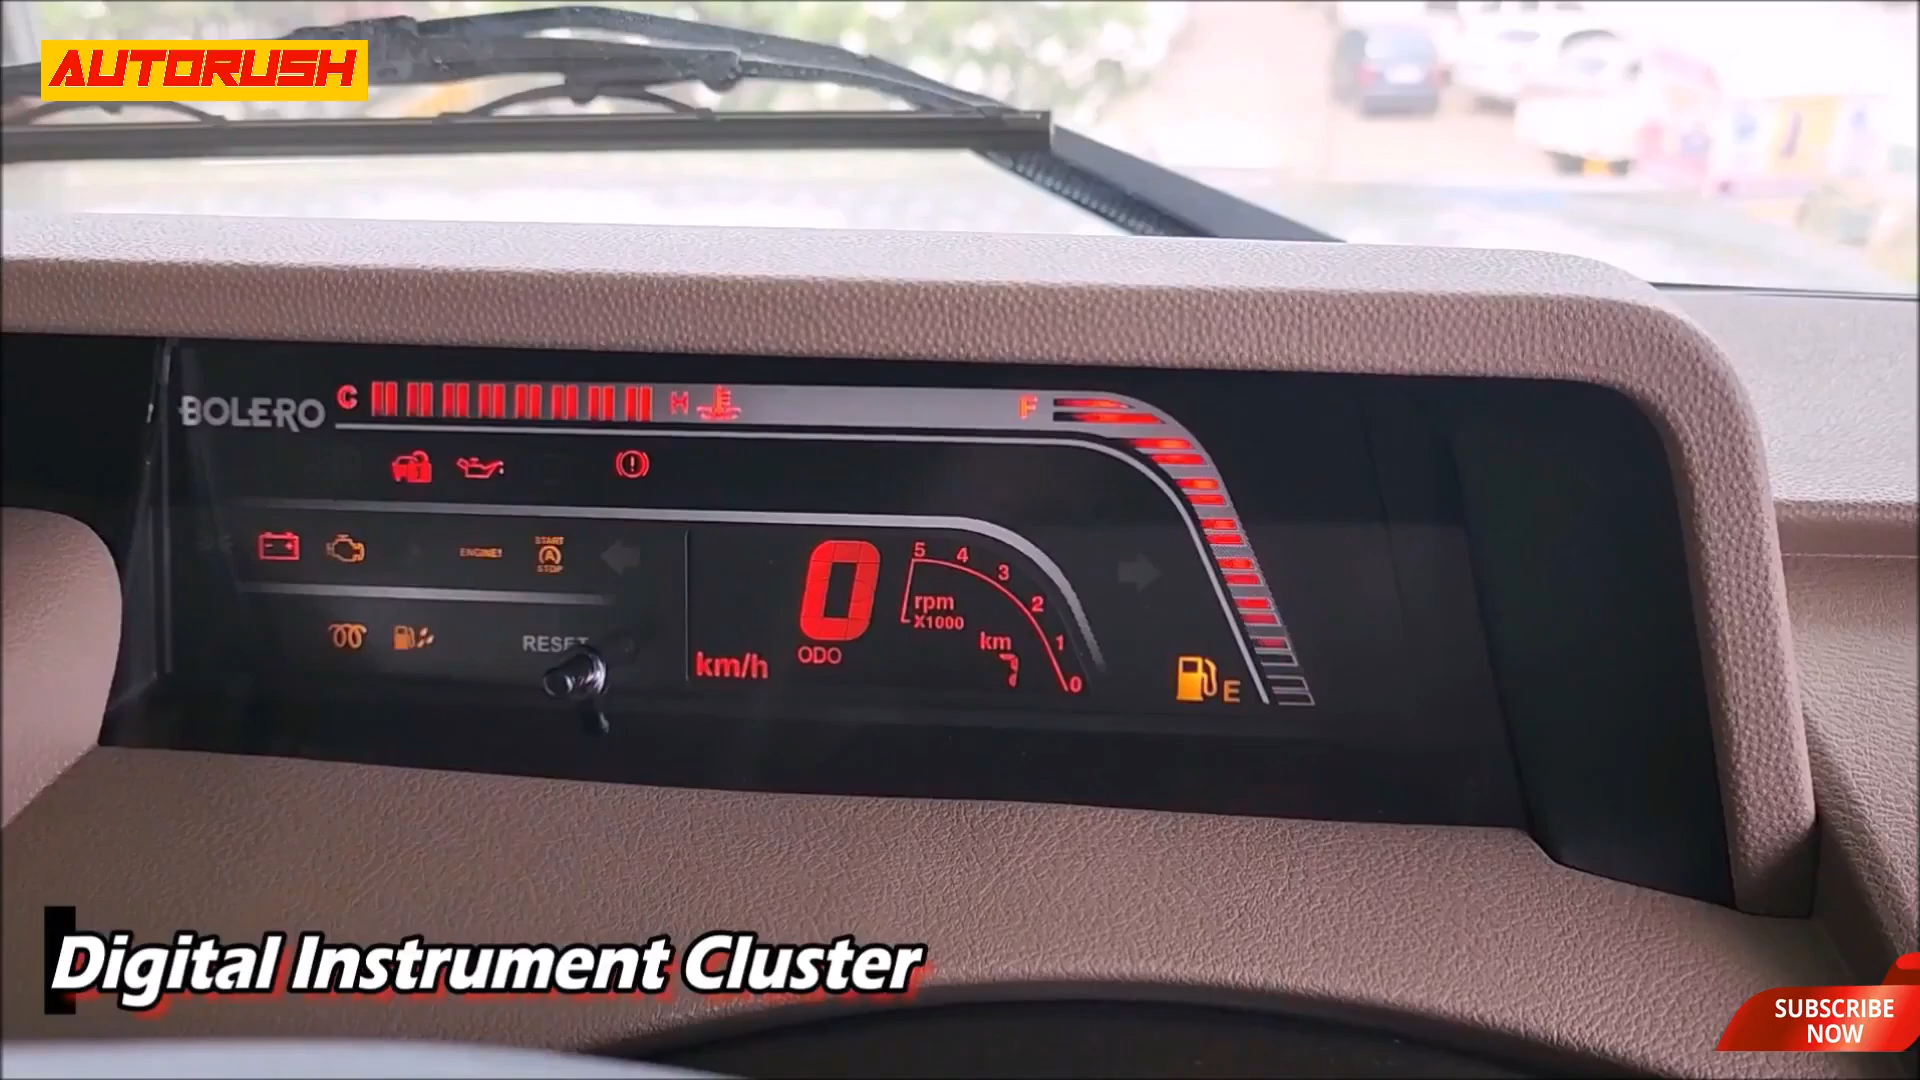 AUTORUSH
BOLERO
C
H
F
ENGINE!
START
A
STOP
RESET
km/h
0
ODO
5 4 3 2 1 0
rpm
X1000
km
E
Digital Instrument Cluster
SUBSCRIBE
NOW